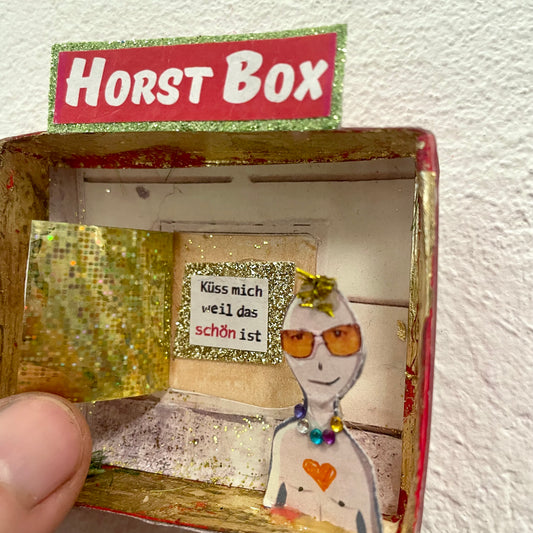 HORST BOX
Küss mich
weil das
schön ist